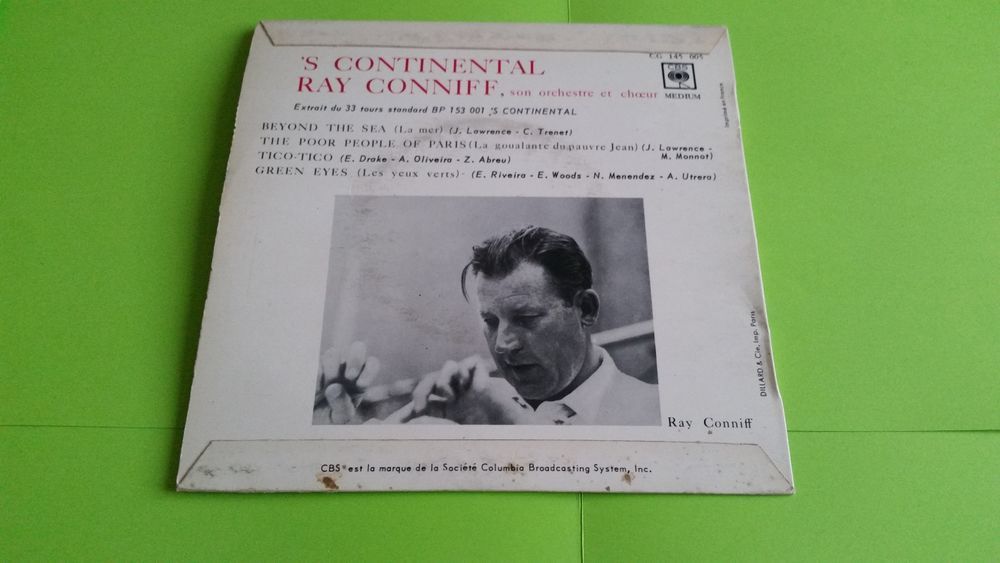 CG 145 005
'S CONTINENTAL
CBS
RAY CONNIFF, son orchestre et chœur
MEDIUM
Extrait du 33 tours standard BP 153 001 'S CONTINENTAL
BEYOND THE SEA (La mer) (J. Lawrence - C. Trenet)
THE POOR PEOPLE OF PARIS (La goualante du pauvre Jean) (J. Lawrence -
M. Monnot)
TICO-TICO (E. Drake - A. Oliveira - Z. Abreu)
GREEN EYES (Les yeux verts) - (E. Riveira - E. Woods - N. Menendez - A. Utrera)
Imprimé en France
DILLARD & Cie, Imp. Paris
Ray Conniff
CBS est la marque de la Société Columbia Broadcasting System, Inc.